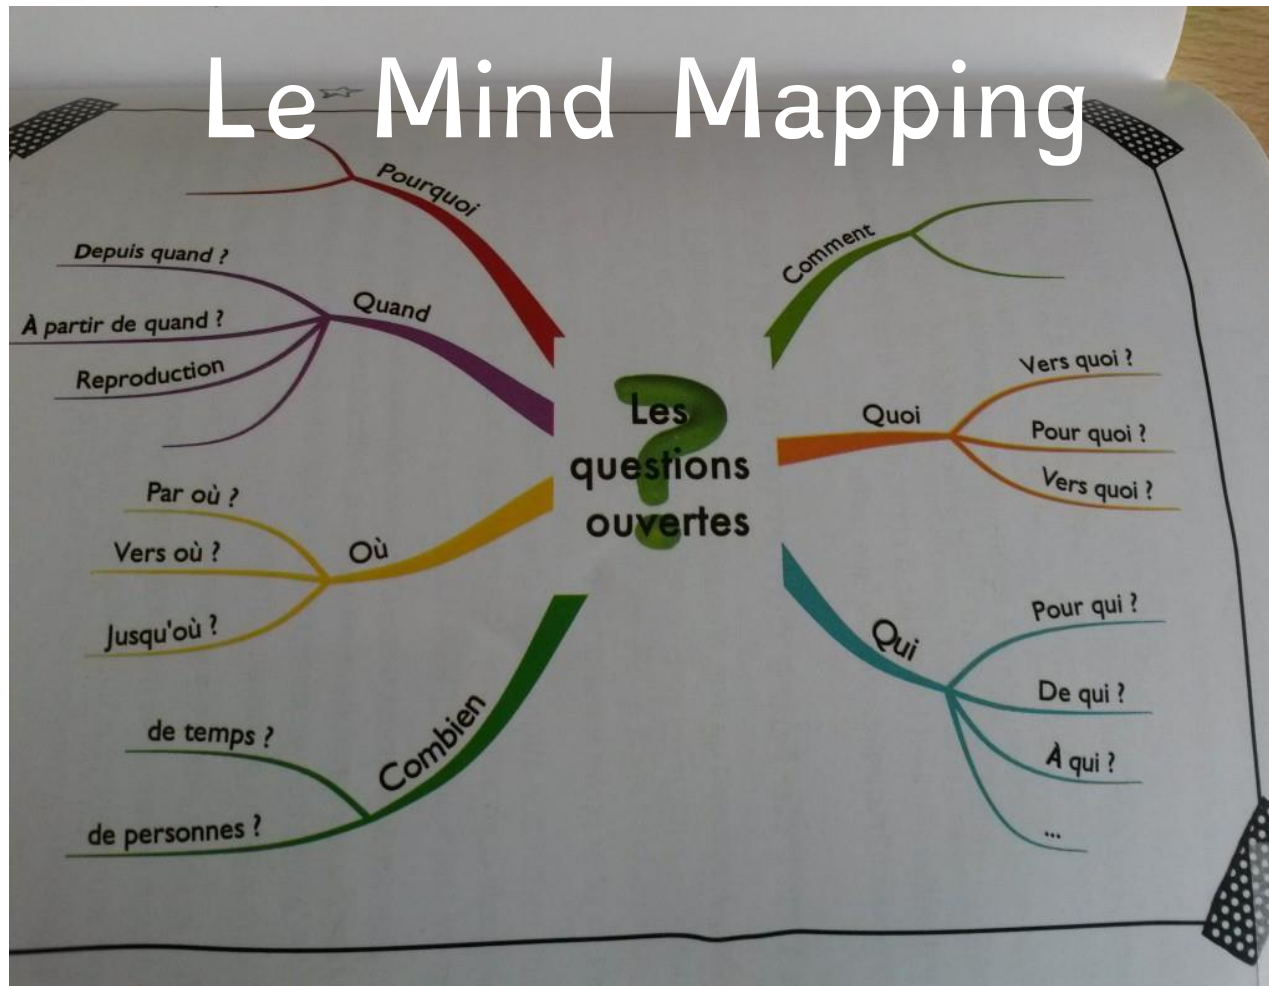 Le Mind Mapping
Pourquoi
Depuis quand ?
Quand
À partir de quand ?
Reproduction
Par où ?
Où
Vers où ?
Jusqu'où ?
de temps ?
Combien
de personnes ?
Les
questions
ouvertes
Comment
Vers quoi ?
Quoi
Pour quoi ?
Vers quoi ?
Qui
Pour qui ?
De qui ?
À qui ?
...